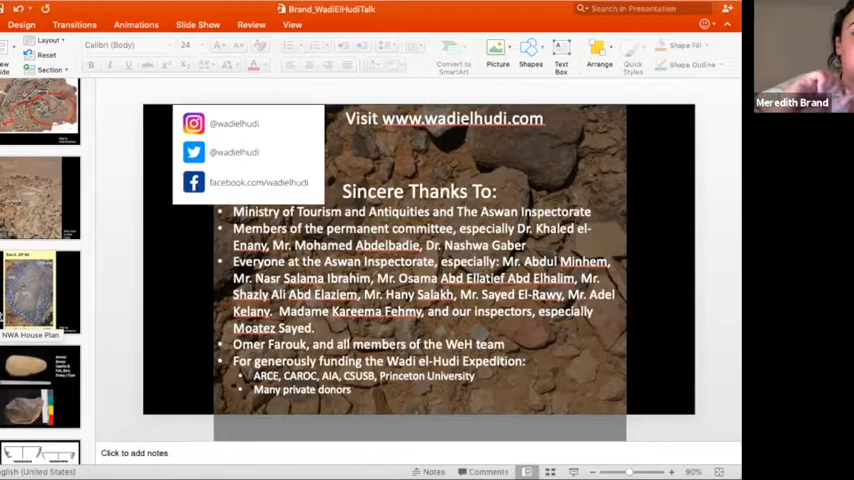 Brand_WadiElHudiTalk
Search in Presentation
Design Transitions Animations Slide Show Review View
Layout
Reset
Section
Calibri (Body) 24
Convert to
SmartArt
Picture Shapes Text
Box
Arrange Quick
Styles
Shape Fill
Shape Outline
Meredith Brand
@wadielhudi
@wadielhudi
facebook.com/wadielhudi
Visit www.wadielhudi.com
Sincere Thanks To:
• Ministry of Tourism and Antiquities and The Aswan Inspectorate
• Members of the permanent committee, especially Dr. Khaled el-
Enany, Mr. Mohamed Abdelbadie, Dr. Nashwa Gaber
• Everyone at the Aswan Inspectorate, especially: Mr. Abdul Minhem,
Mr. Nasr Salama Ibrahim, Mr. Osama Abd Ellatief Abd Elhalim, Mr.
Shazly Ali Abd Elaziem, Mr. Hany Salakh, Mr. Sayed El-Rawy, Mr. Adel
Kelany. Madame Kareema Fehmy, and our inspectors, especially
Moatez Sayed.
• Omer Farouk, and all members of the WeH team
• For generously funding the Wadi el-Hudi Expedition:
• ARCE, CAROC, AIA, CSUSB, Princeton University
• Many private donors
NWA House Plan
Click to add notes
nglish (United States)
Notes Comments 90%